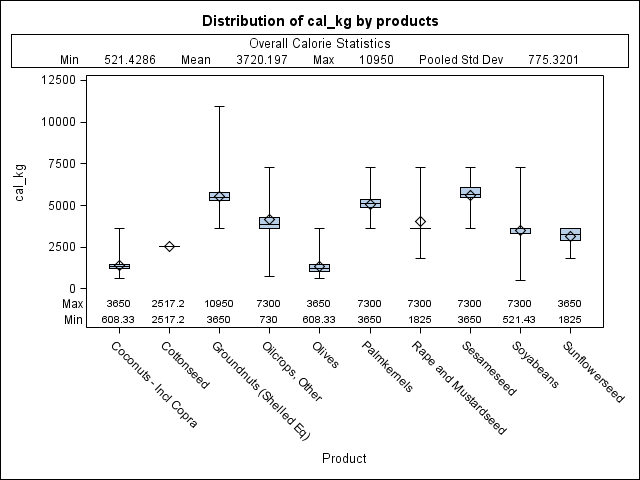 Distribution of cal_kg by products
Overall Calorie Statistics
Min 521.4286 Mean 3720.197 Max 10950 Pooled Std Dev 775.3201
cal_kg
12500
10000
7500
5000
2500
0
Max 3650 2517.2 10950 7300 3650 7300 7300 7300 7300 3650
Min 608.33 2517.2 3650 730 608.33 3650 1825 3650 521.43 1825
Coconuts - Incl Copra
Cottonseed
Groundnuts (Shelled Eq)
Oilcrops, Other
Olives
Palmkernels
Rape and Mustardseed
Sesameseed
Soyabeans
Sunflowerseed
Product